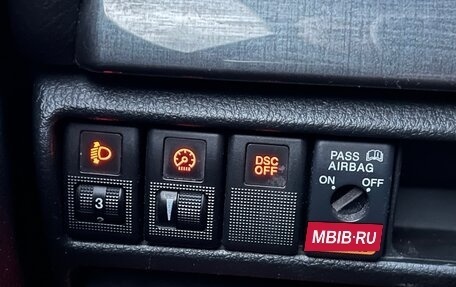 3
DSC
OFF
PASS
AIRBAG
ON OFF
MBIB·RU